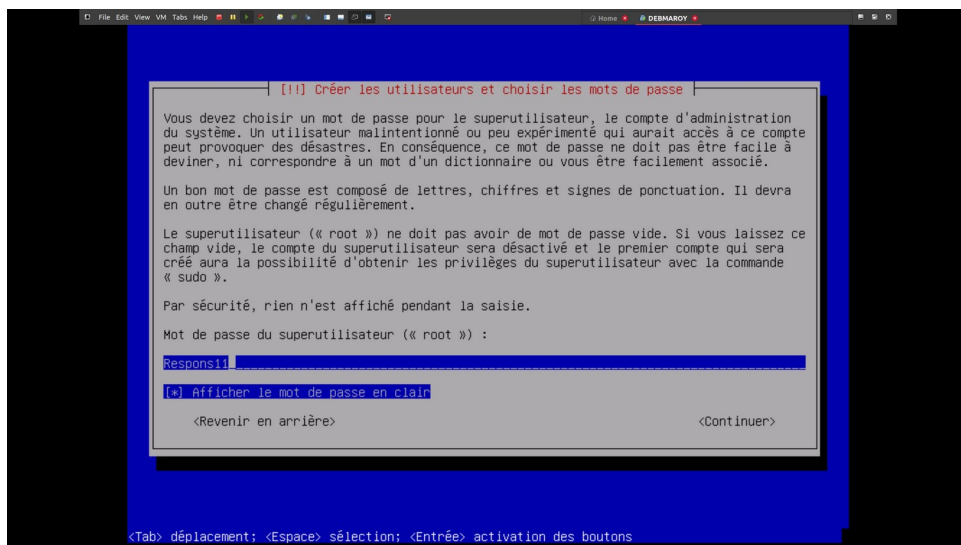 File Edit View VM Tabs Help Home DEBMAROY
[!!] Créer les utilisateurs et choisir les mots de passe
Vous devez choisir un mot de passe pour le superutilisateur, le compte d'administration
du système. Un utilisateur malintentionné ou peu expérimenté qui aurait accès à ce compte
peut provoquer des désastres. En conséquence, ce mot de passe ne doit pas être facile à
deviner, ni correspondre à un mot d'un dictionnaire ou vous être facilement associé.
Un bon mot de passe est composé de lettres, chiffres et signes de ponctuation. Il devra
en outre être changé régulièrement.
Le superutilisateur (« root ») ne doit pas avoir de mot de passe vide. Si vous laissez ce
champ vide, le compte du superutilisateur sera désactivé et le premier compte qui sera
créé aura la possibilité d'obtenir les privilèges du superutilisateur avec la commande
« sudo ».
Par sécurité, rien n'est affiché pendant la saisie.
Mot de passe du superutilisateur (« root ») :
Respons11
[*] Afficher le mot de passe en clair
<Revenir en arrière> <Continuer>
<Tab> déplacement; <Espace> sélection; <Entrée> activation des boutons